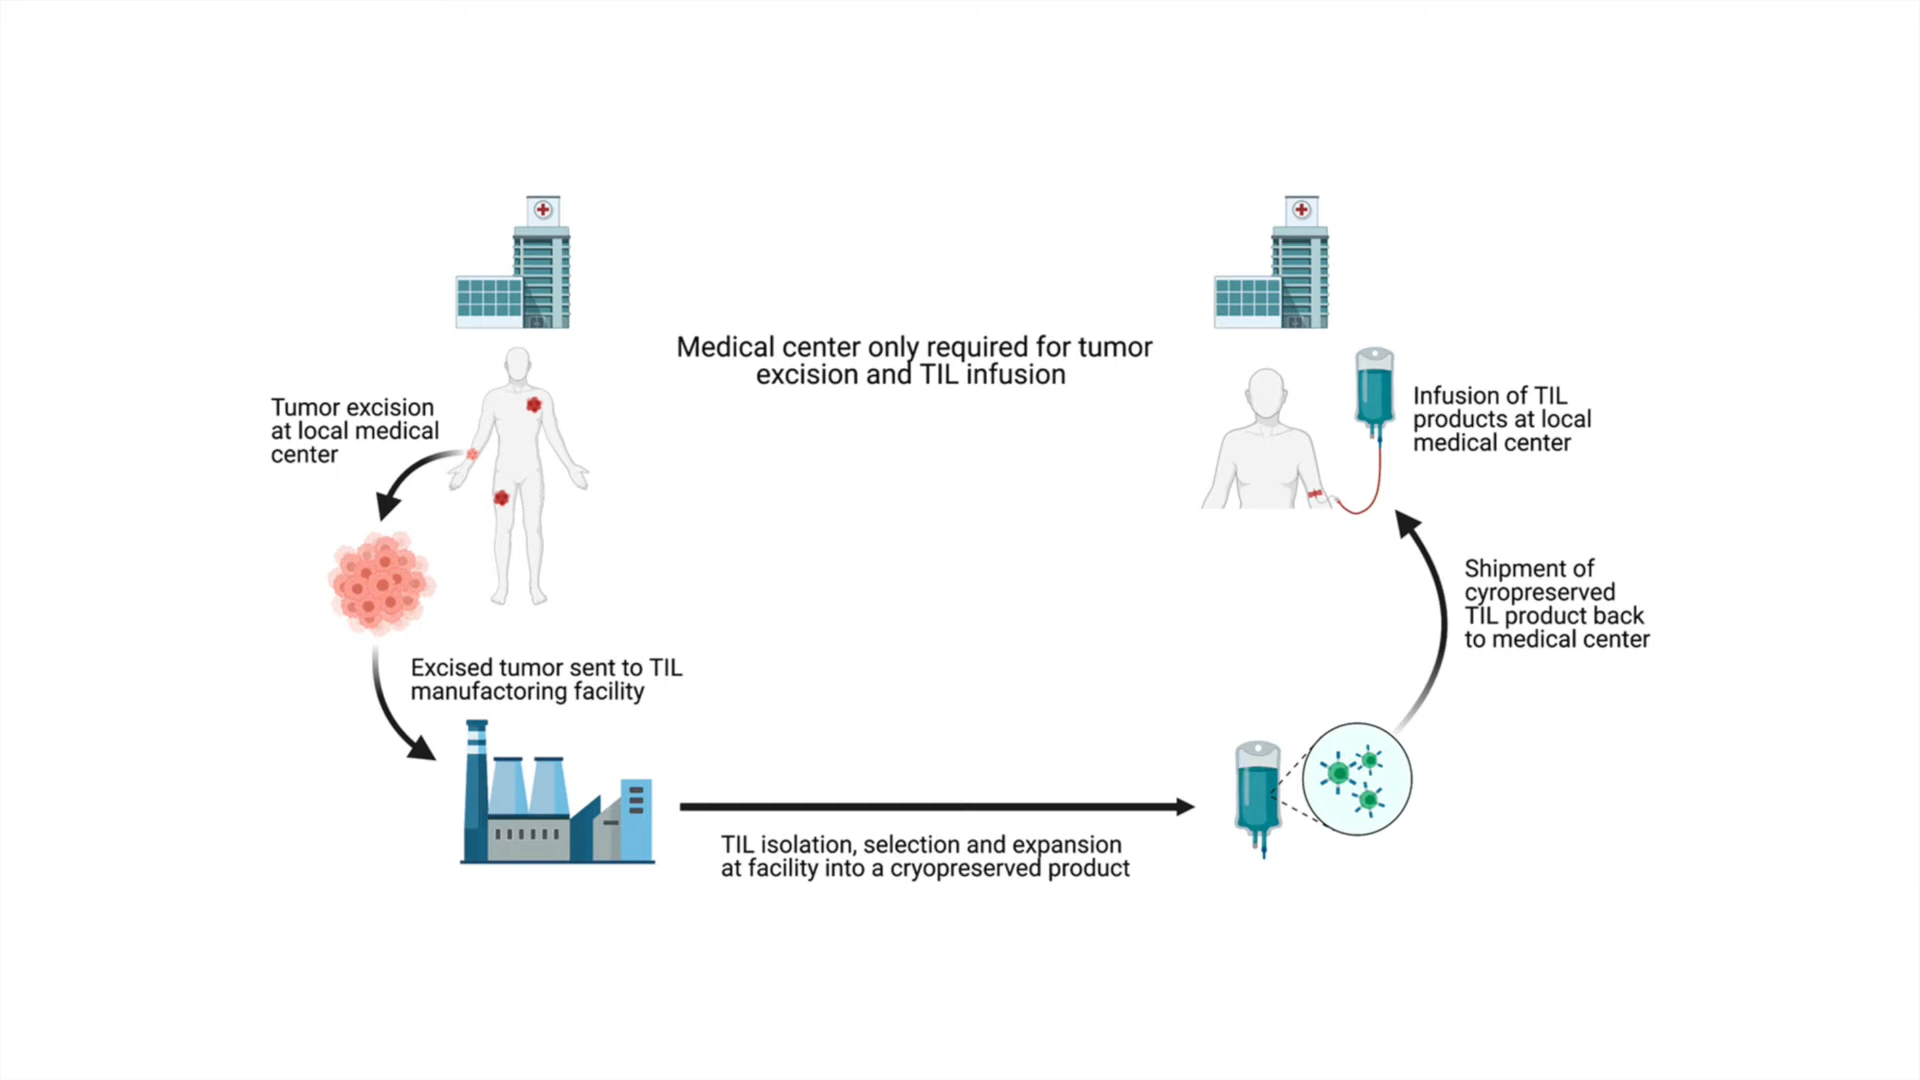 Medical center only required for tumor
excision and TIL infusion
Tumor excision
at local medical
center
Excised tumor sent to TIL
manufactoring facility
TIL isolation, selection and expansion
at facility into a cryopreserved product
Shipment of
cyropreserved
TIL product back
to medical center
Infusion of TIL
products at local
medical center